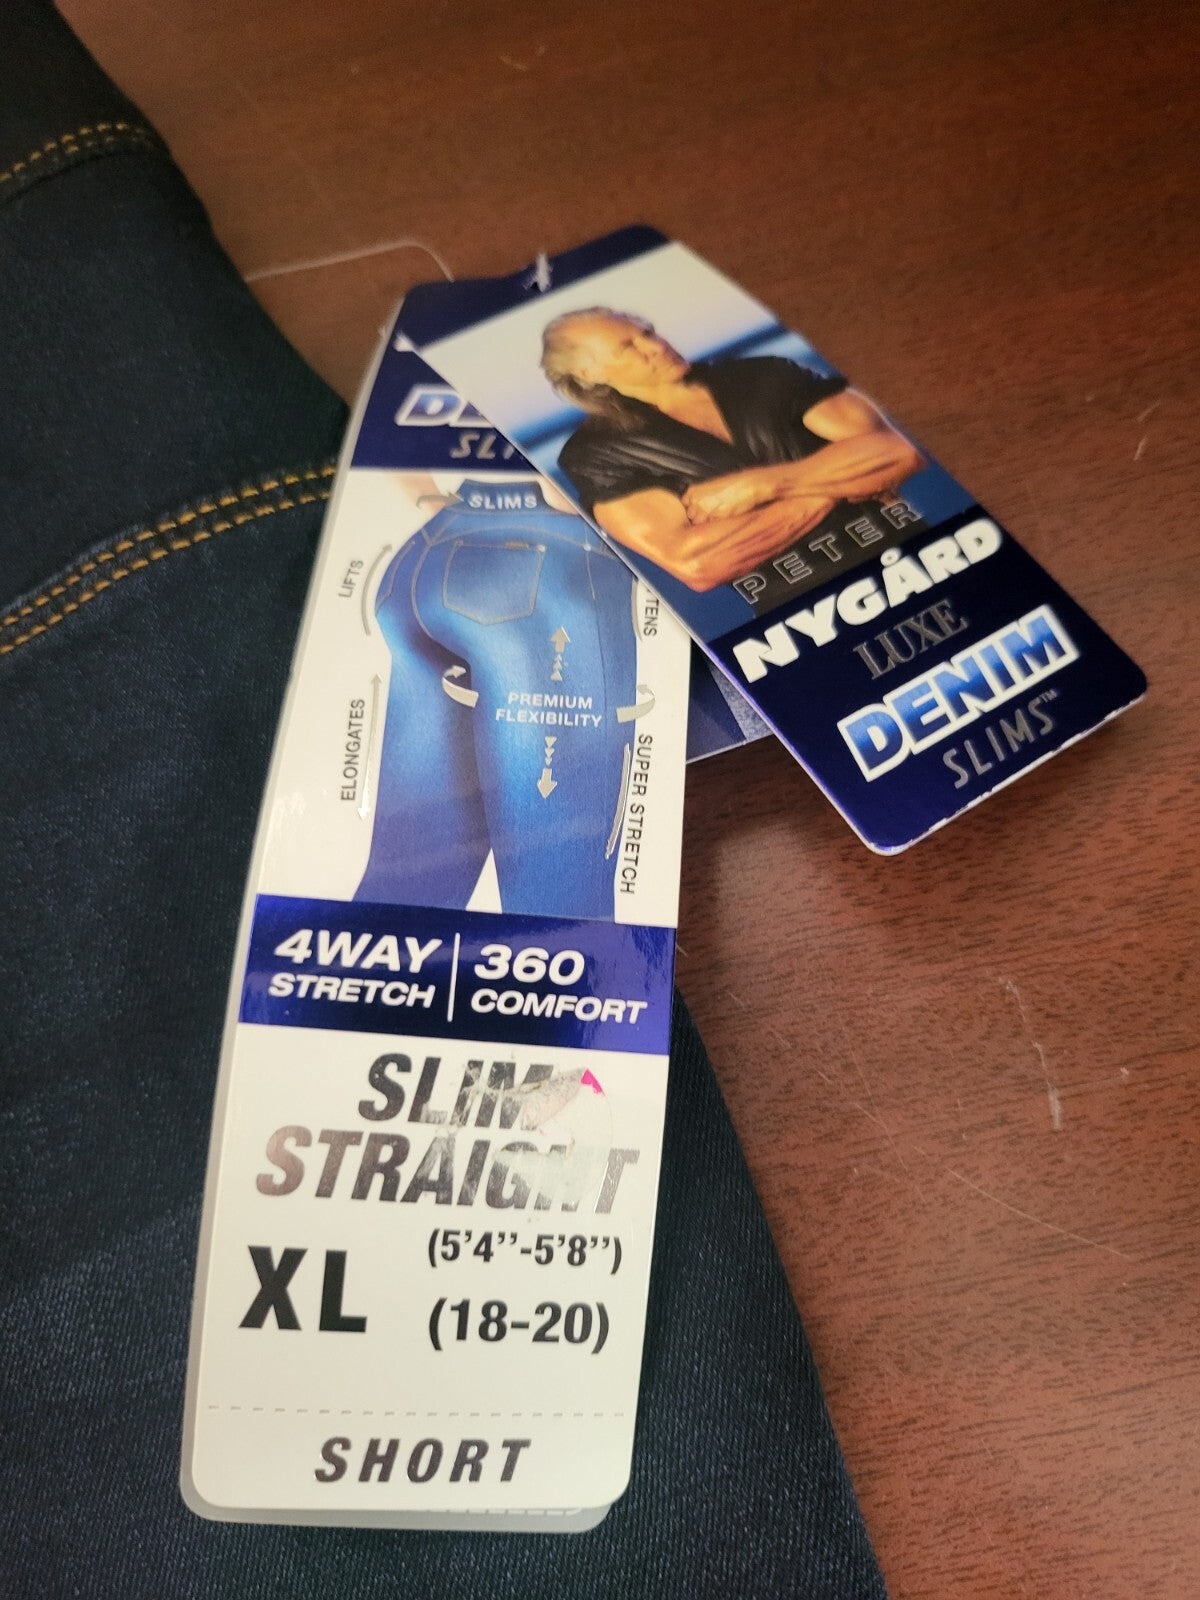 PETER
NYGÅRD
LUXE
DENIM
SLIMS™
SLIMS
LIFTS
ELONGATES
PREMIUM
FLEXIBILITY
SUPER STRETCH
4WAY
STRETCH
360
COMFORT
SLIM
STRAIGHT
XL
(5'4''-5'8'')
(18-20)
SHORT